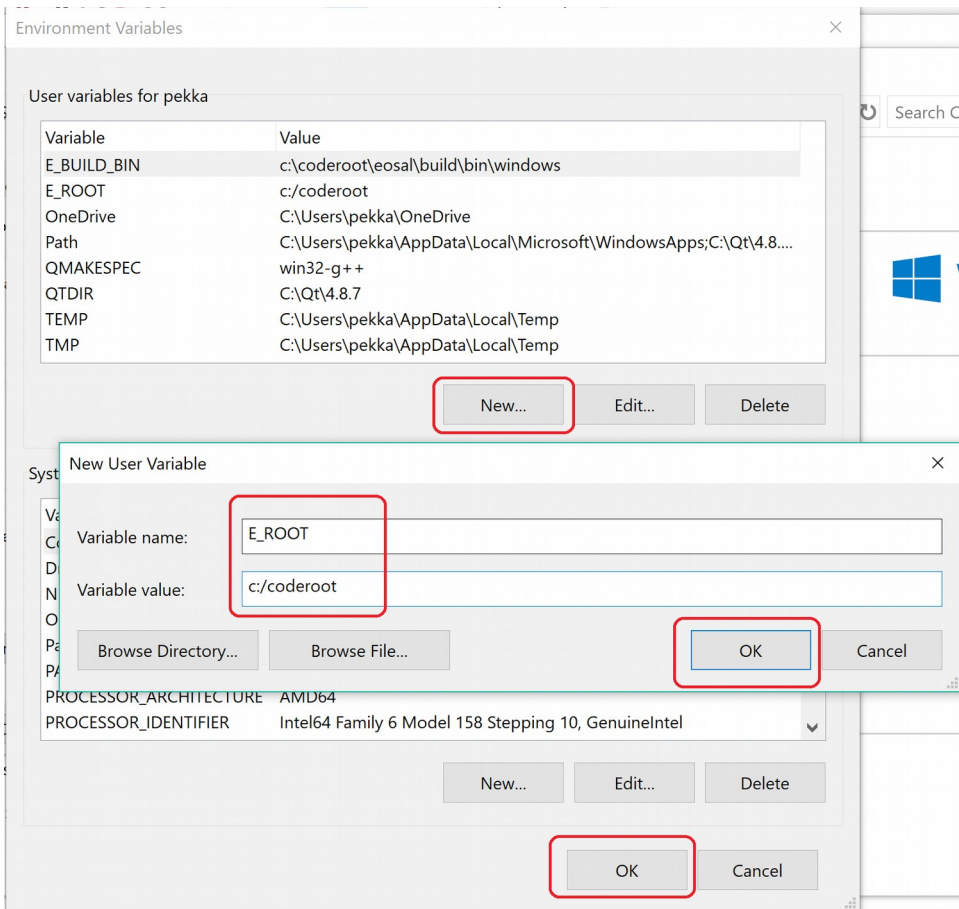 Environment Variables
User variables for pekka
Search C
Variable Value
E_BUILD_BIN c:\coderoot\eosal\build\bin\windows
E_ROOT c:/coderoot
OneDrive C:\Users\pekka\OneDrive
Path C:\Users\pekka\AppData\Local\Microsoft\WindowsApps;C:\Qt\4.8....
QMAKESPEC win32-g++
QTDIR C:\Qt\4.8.7
TEMP C:\Users\pekka\AppData\Local\Temp
TMP C:\Users\pekka\AppData\Local\Temp
New... Edit... Delete
Syst
New User Variable
Va
Variable name: E_ROOT
Variable value: c:/coderoot
Browse Directory... Browse File... OK Cancel
PROCESSOR_ARCHITECTURE AMD64
PROCESSOR_IDENTIFIER Intel64 Family 6 Model 158 Stepping 10, GenuineIntel
New... Edit... Delete
OK Cancel